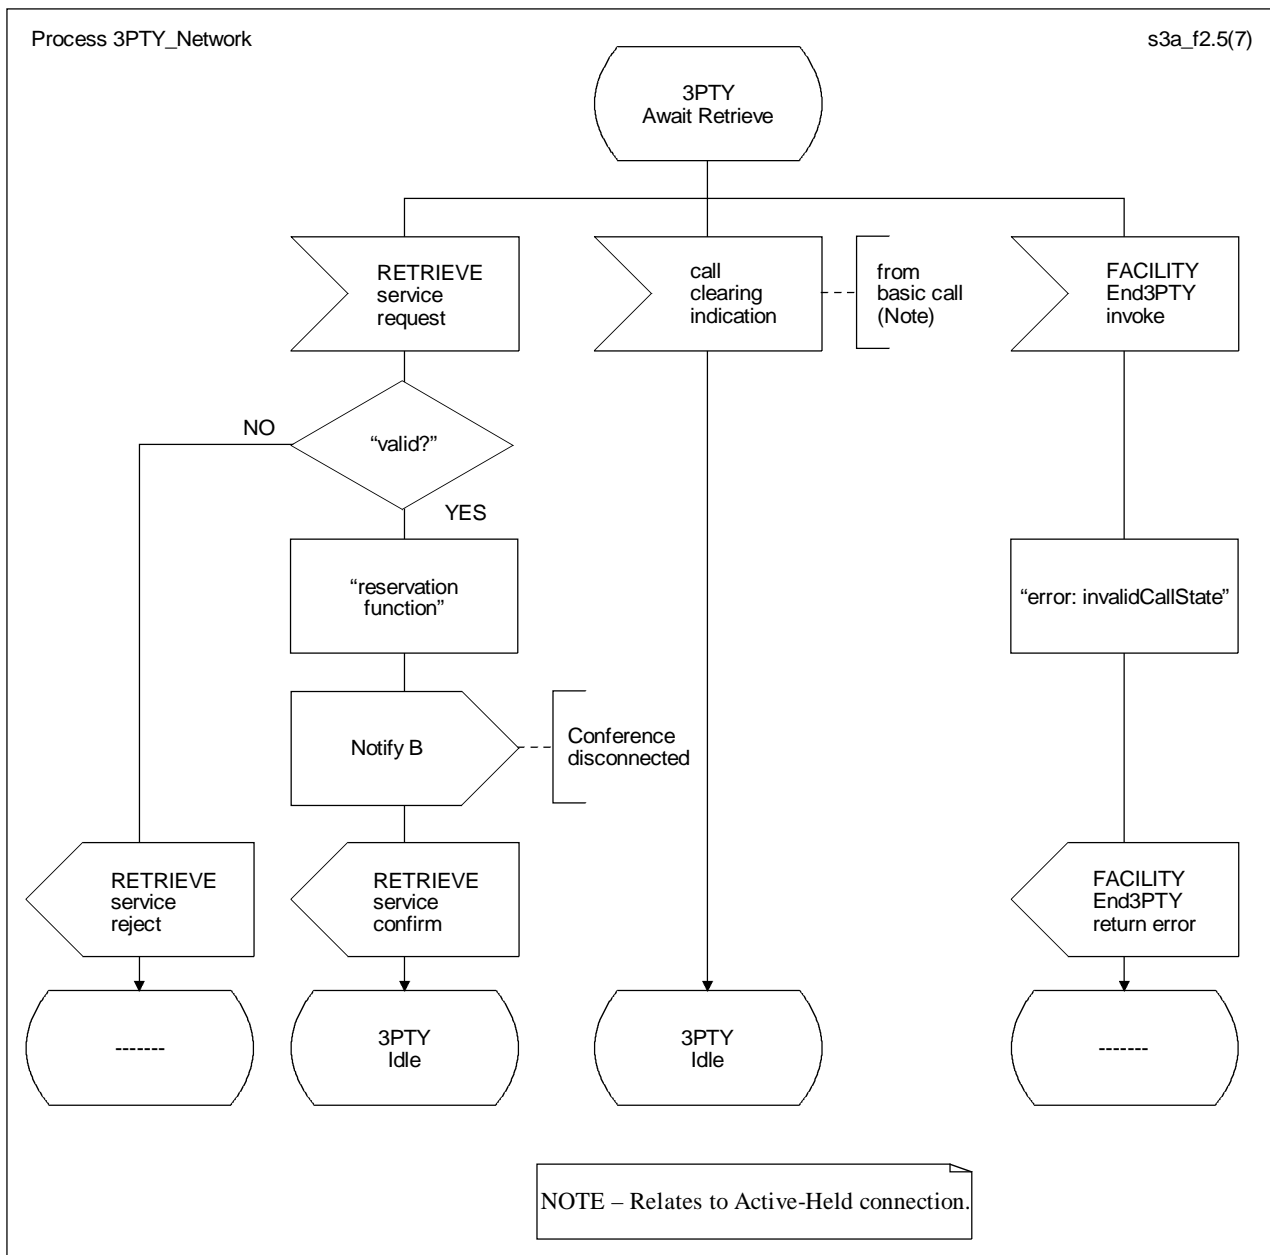 Process 3PTY_Network
s3a_f2.5(7)
3PTY
Await Retrieve
RETRIEVE
service
request
call
clearing
indication
from
basic call
(Note)
FACILITY
End3PTY
invoke
NO
“valid?”
YES
“reservation
function”
“error: invalidCallState”
Notify B
Conference
disconnected
RETRIEVE
service
reject
RETRIEVE
service
confirm
FACILITY
End3PTY
return error
-------
3PTY
Idle
3PTY
Idle
-------
NOTE – Relates to Active-Held connection.